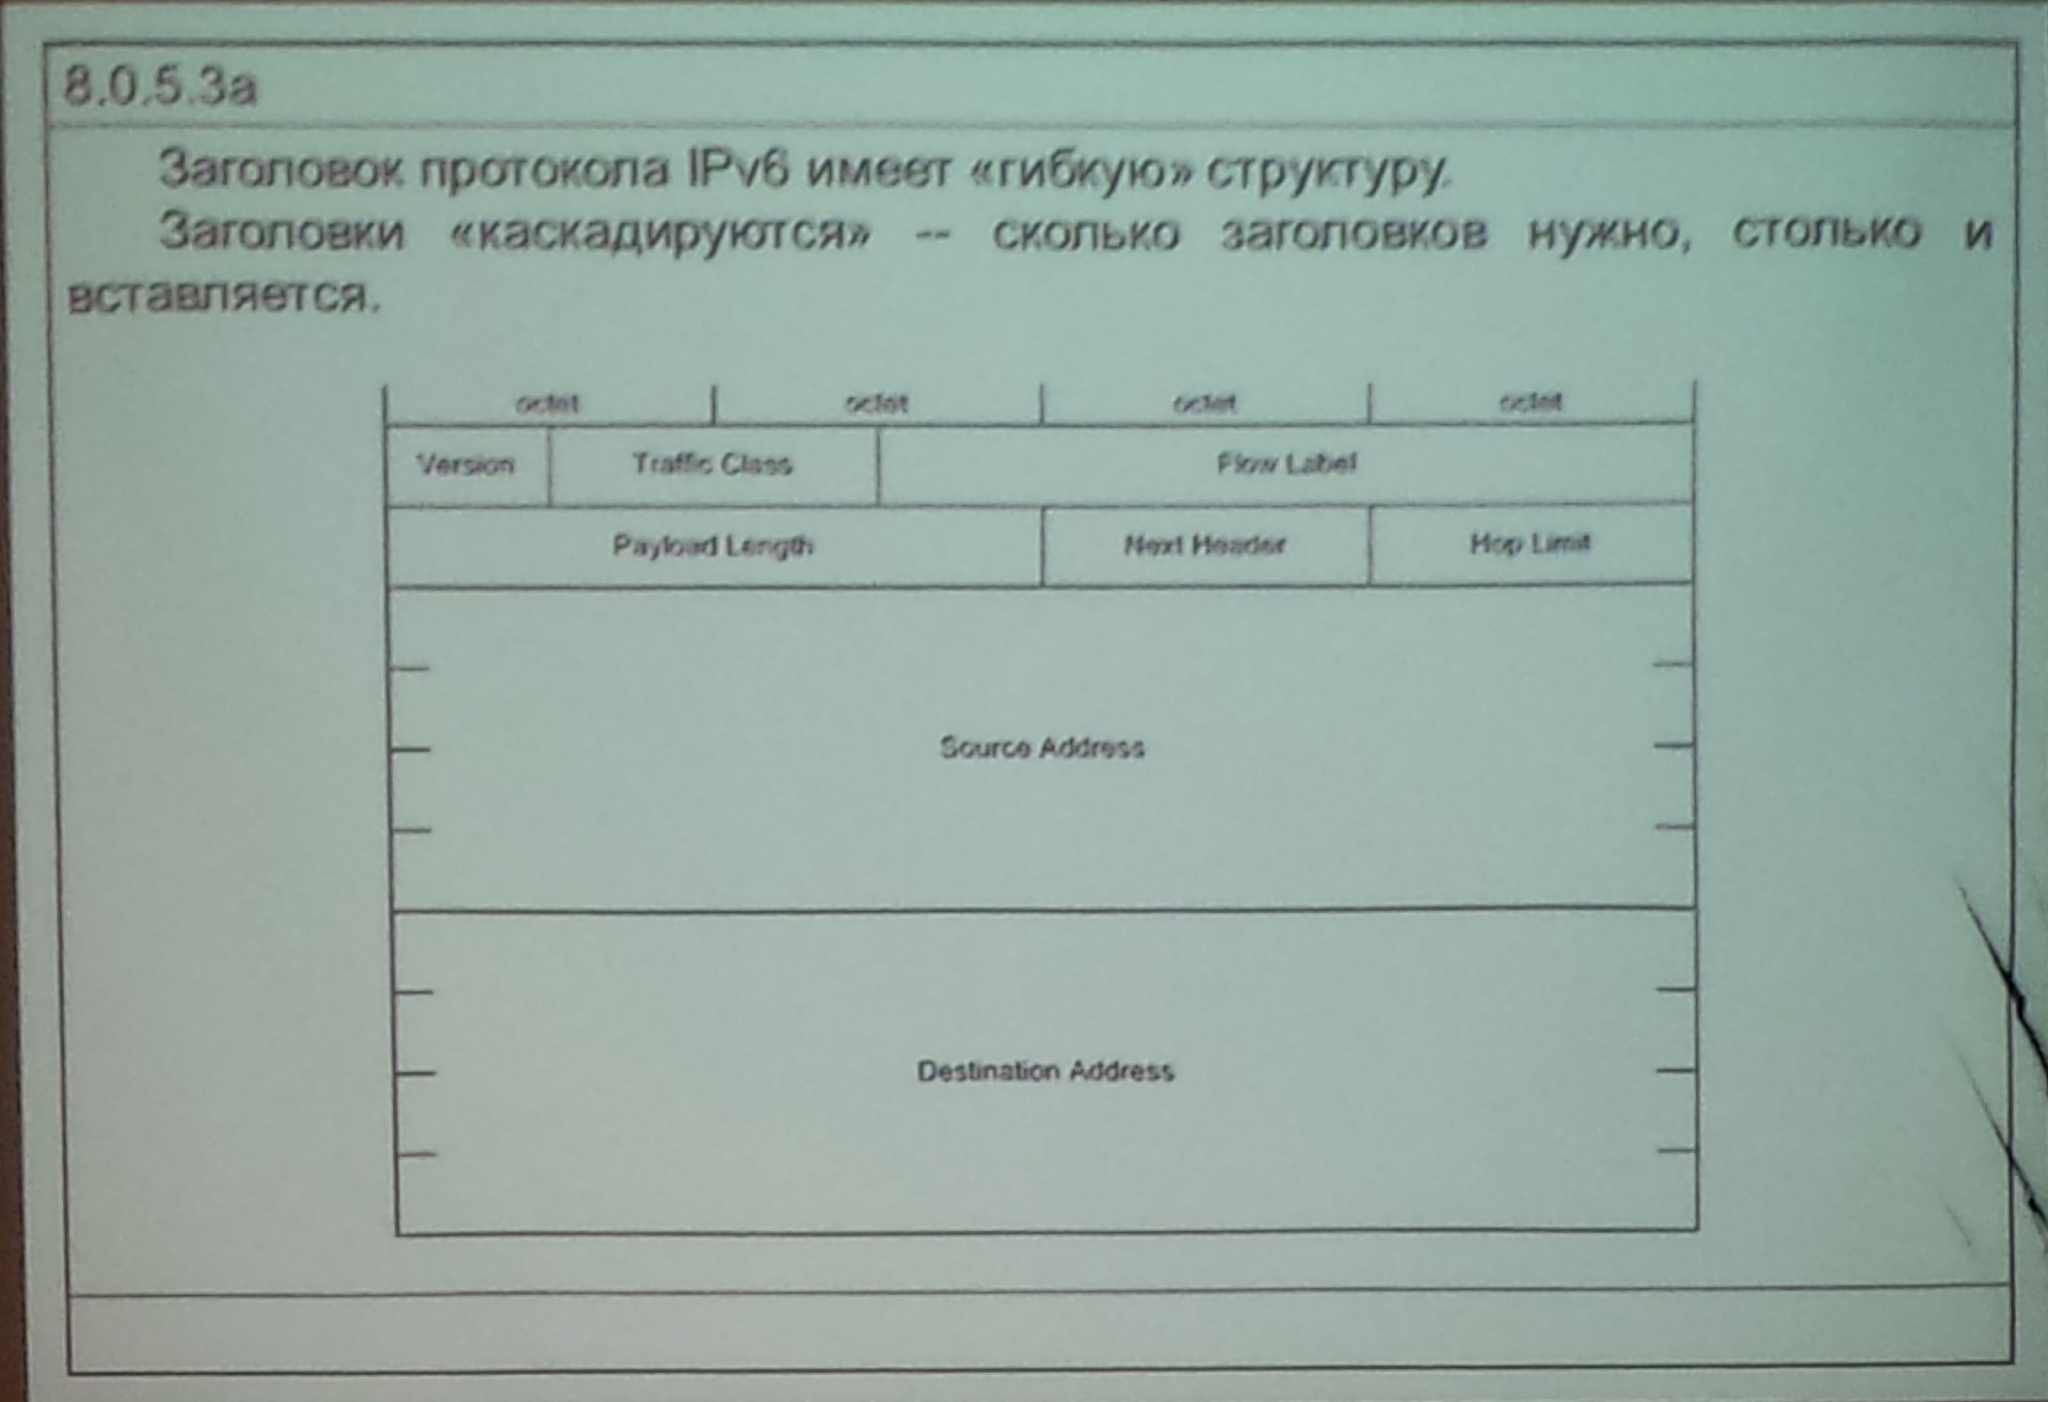 8.0.5.3a
Заголовок протокола IPv6 имеет «гибкую» структуру.
Заголовки «каскадируются» -- сколько заголовков нужно, столько и
вставляется.
octet octet octet octet
Version Traffic Class Flow Label
Payload Length Next Header Hop Limit
Source Address
Destination Address